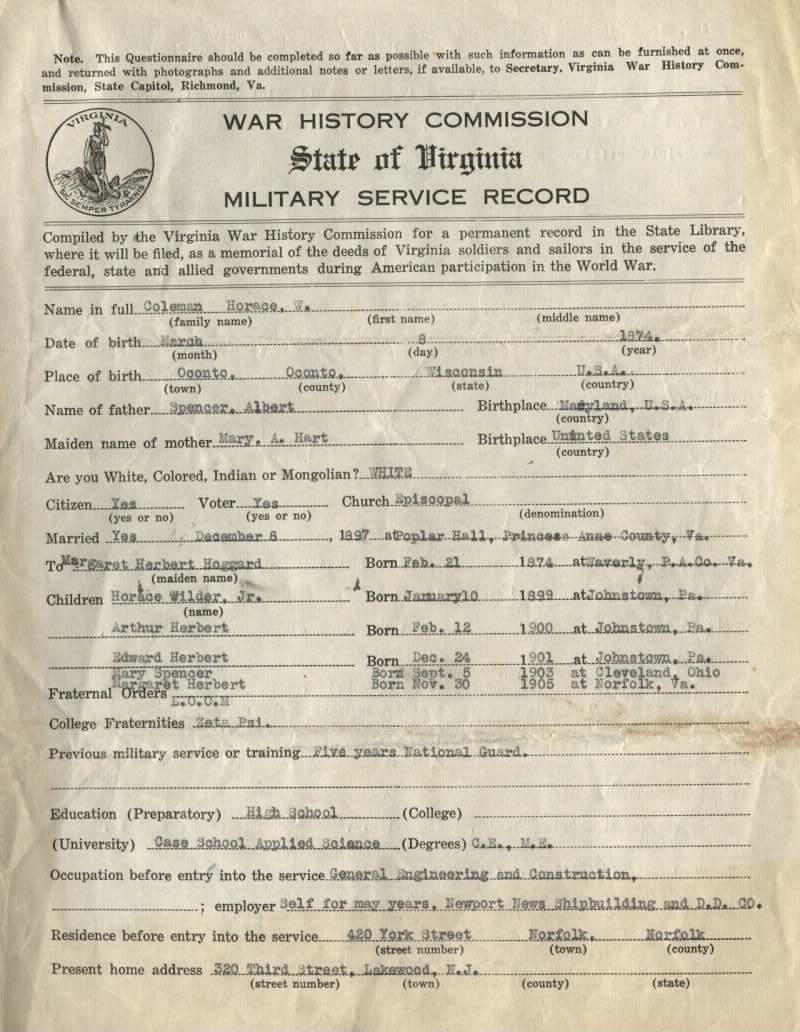 Note. This Questionnaire should be completed so far as possible with such information as can be furnished at once,
and returned with photographs and additional notes or letters, if available, to Secretary, Virginia War History Com-
mission, State Capitol, Richmond, Va.
VIRGINIA
SIC SEMPER TYRANNIS
WAR HISTORY COMMISSION
State of Virginia
MILITARY SERVICE RECORD
Compiled by the Virginia War History Commission for a permanent record in the State Library,
where it will be filed, as a memorial of the deeds of Virginia soldiers and sailors in the service of the
federal, state and allied governments during American participation in the World War.
Name in full Coleman Horace, W.
(family name) (first name) (middle name)
Date of birth March 8 1874.
(month) (day) (year)
Place of birth Oconto, Oconto, Wisconsin U.S.A.
(town) (county) (state) (country)
Name of father Spencer, Albert Birthplace Maryland, U.S.A.
(country)
Maiden name of mother Mary, A. Hart Birthplace Uninted States
(country)
Are you White, Colored, Indian or Mongolian? WHITE
Citizen Yes Voter Yes Church Episcopal
(yes or no) (yes or no) (denomination)
Married Yes December 8, 1897 at Poplar Hall, Princess Anne County, Va.
To Margaret Herbert Hoggard Born Feb. 21 1874 at Waverly, P.A.Co. Va.
(maiden name)
Children Horace Wilder, Jr. Born January10 1899 at Johnstown, Pa.
(name)
Arthur Herbert Born Feb. 12 1900 at Johnstown, Pa.
Edward Herbert Born Dec. 24 1901 at Johnstown, Pa.
Mary Spencer Born Sept. 5 1903 at Cleveland, Ohio
Margaret Herbert Born Nov. 30 1905 at Norfolk, Va.
Fraternal Orders L.O.O.M
College Fraternities Zeta Psi.
Previous military service or training Five years National Guard.
Education (Preparatory) High School (College)
(University) Case School Applied Science (Degrees) C.E., M.E.
Occupation before entry into the service General Engineering and Construction,
; employer Self for may years, Newport News Shipbuilding and D.D. CO.
Residence before entry into the service 420 York Street Norfolk, Norfolk
(street number) (town) (county)
Present home address 320 Third Street, Lakewood, N.J.
(street number) (town) (county) (state)